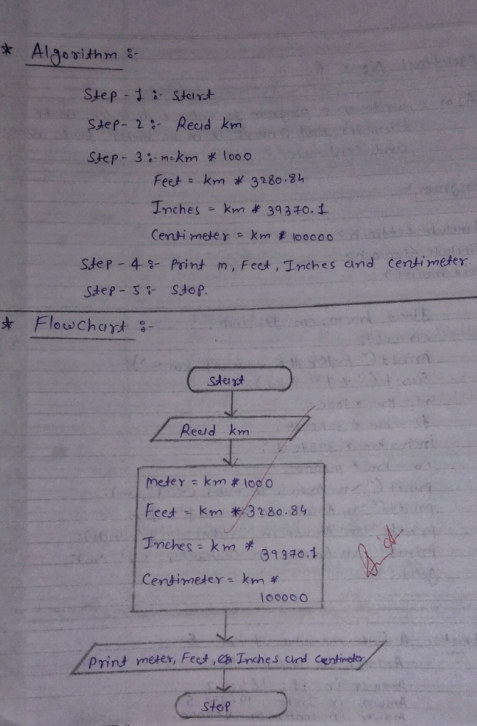 * Algorithm :-
Step - 1 :- Start
Step - 2 :- Read km
Step - 3 :- m=km * 1000
Feet = km * 3280.84
Inches = km * 39370.1
Centimeter = km * 100000
Step - 4 :- Print m, Feet, Inches and centimeter.
Step - 5 :- Stop.
* Flowchart :-
Start
Read km
meter = km * 1000
Feet = km * 3280.84
Inches = km *
39370.1
Centimeter = km *
100000
Print meter, Feet, Inches and Centimeter
Stop